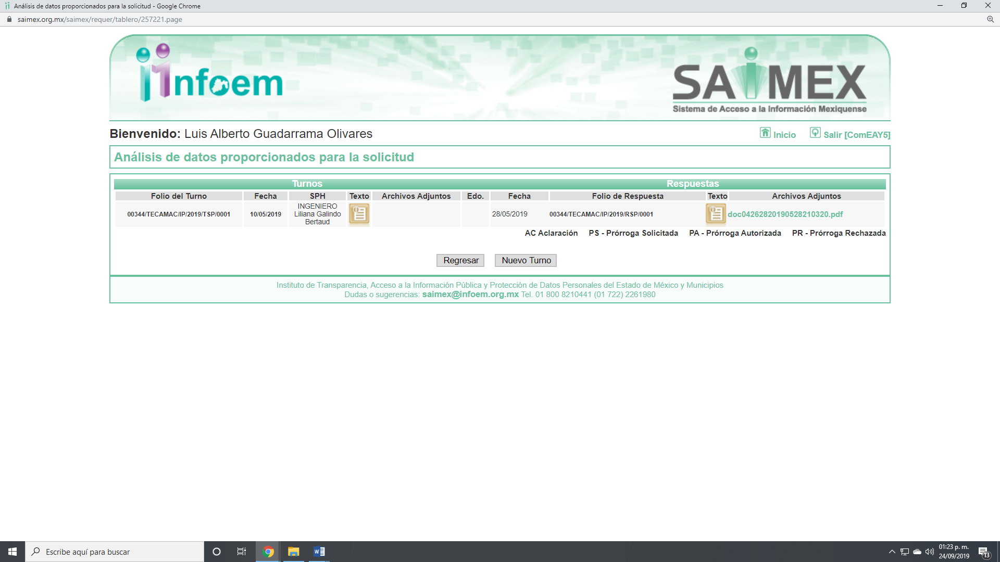 Análisis de datos proporcionados para la solicitud - Google Chrome
saimex.org.mx/saimex/requer/tablero/257221.page
infoem
SAIMEX
Sistema de Acceso a la Información Mexiquense
Bienvenido: Luis Alberto Guadarrama Olivares
Inicio Salir [ComEAY5]
Análisis de datos proporcionados para la solicitud
Turnos Respuestas
Folio del Turno Fecha SPH Texto Archivos Adjuntos Edo. Fecha Folio de Respuesta Texto Archivos Adjuntos
00344/TECAMAC/IP/2019/TSP/0001 10/05/2019 INGENIERO Liliana Galindo Bertaud 28/05/2019 00344/TECAMAC/IP/2019/RSP/0001 doc04262820190528210320.pdf
AC Aclaración PS - Prórroga Solicitada PA - Prórroga Autorizada PR - Prórroga Rechazada
Regresar Nuevo Turno
Instituto de Transparencia, Acceso a la Información Pública y Protección de Datos Personales del Estado de México y Municipios
Dudas o sugerencias: saimex@infoem.org.mx Tel. 01 800 8210441 (01 722) 2261980
Escribe aquí para buscar
01:23 p. m.
24/09/2019
13